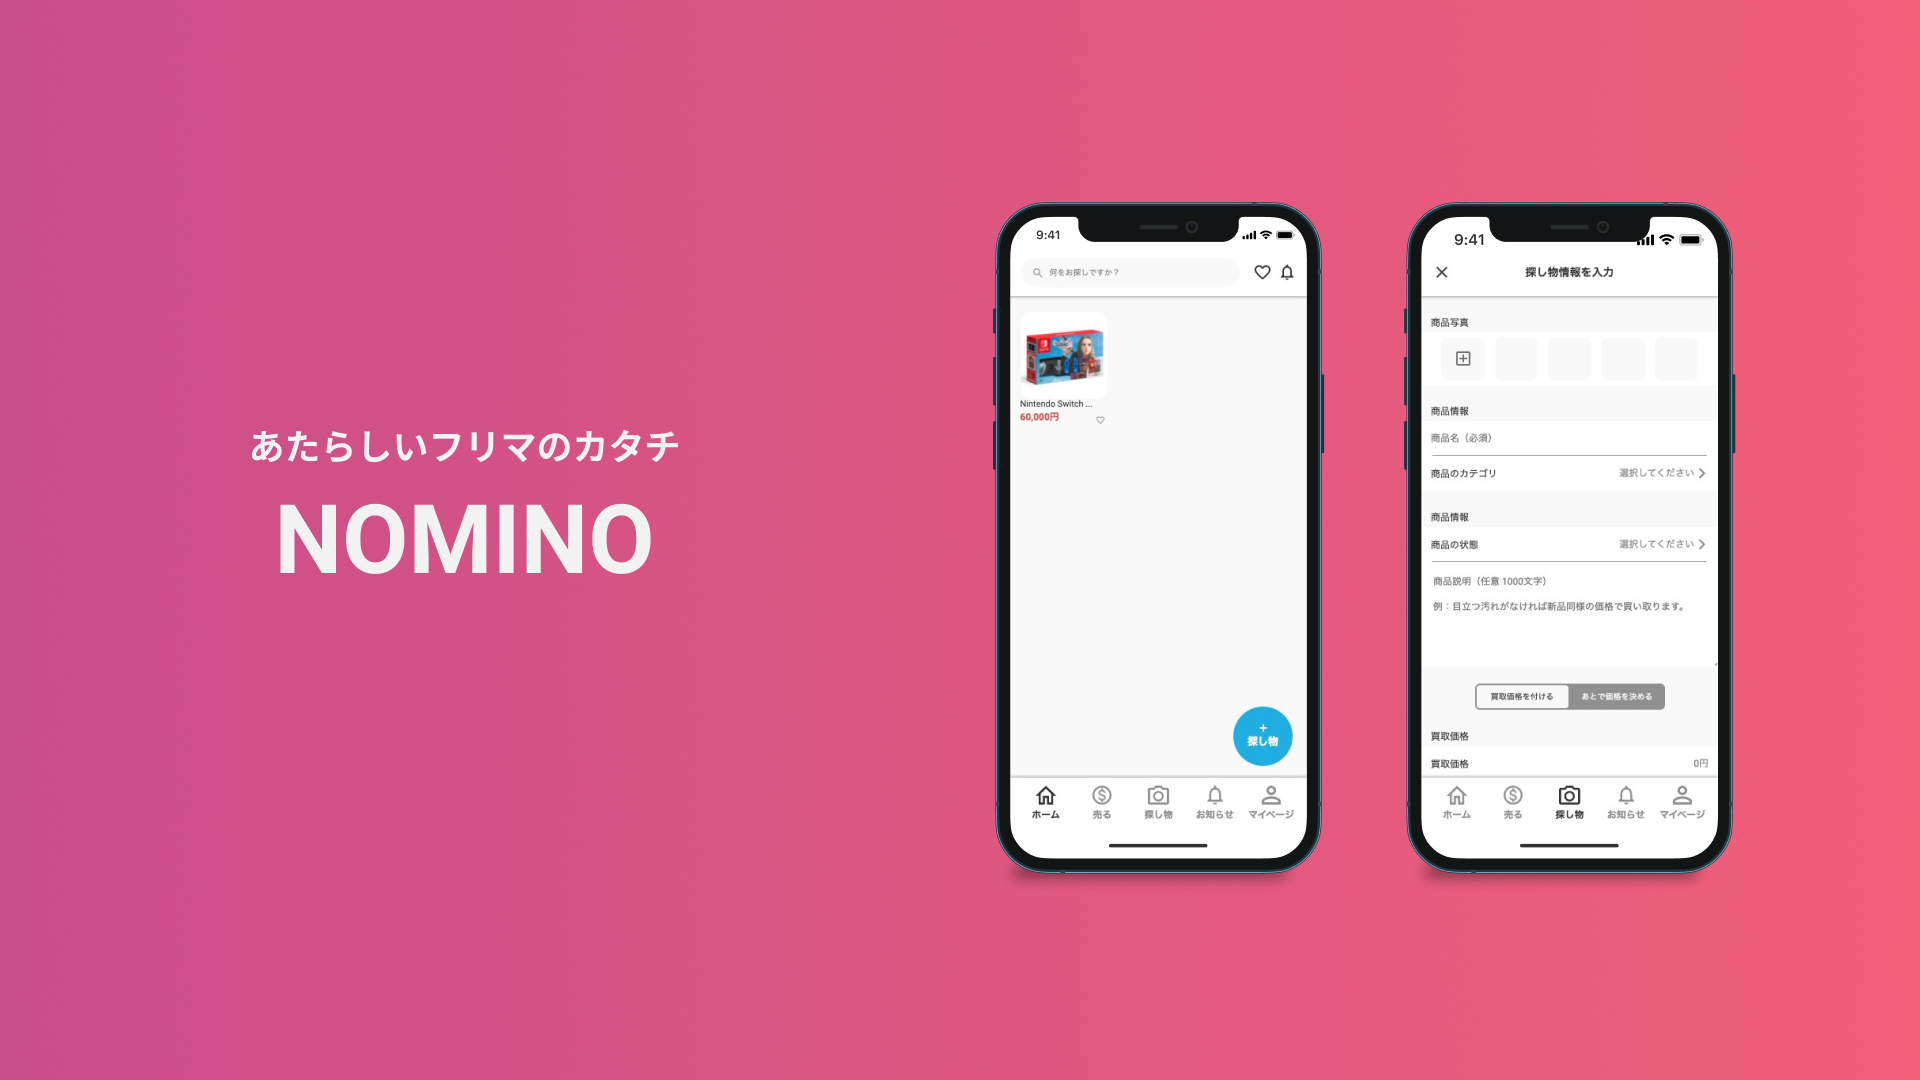 あたらしいフリマのカタチ
NOMINO
9:41
何をお探しですか？
Nintendo Switch ...
60,000円
+
探し物
ホーム
売る
探し物
お知らせ
マイページ
9:41
探し物情報を入力
商品写真
商品情報
商品名（必須）
商品のカテゴリ 選択してください
商品情報
商品の状態 選択してください
商品説明（任意 1000文字）
例：目立つ汚れがなければ新品同様の価格で買い取ります。
買取価格を付ける あとで価格を決める
買取価格
買取価格 0円
ホーム
売る
探し物
お知らせ
マイページ